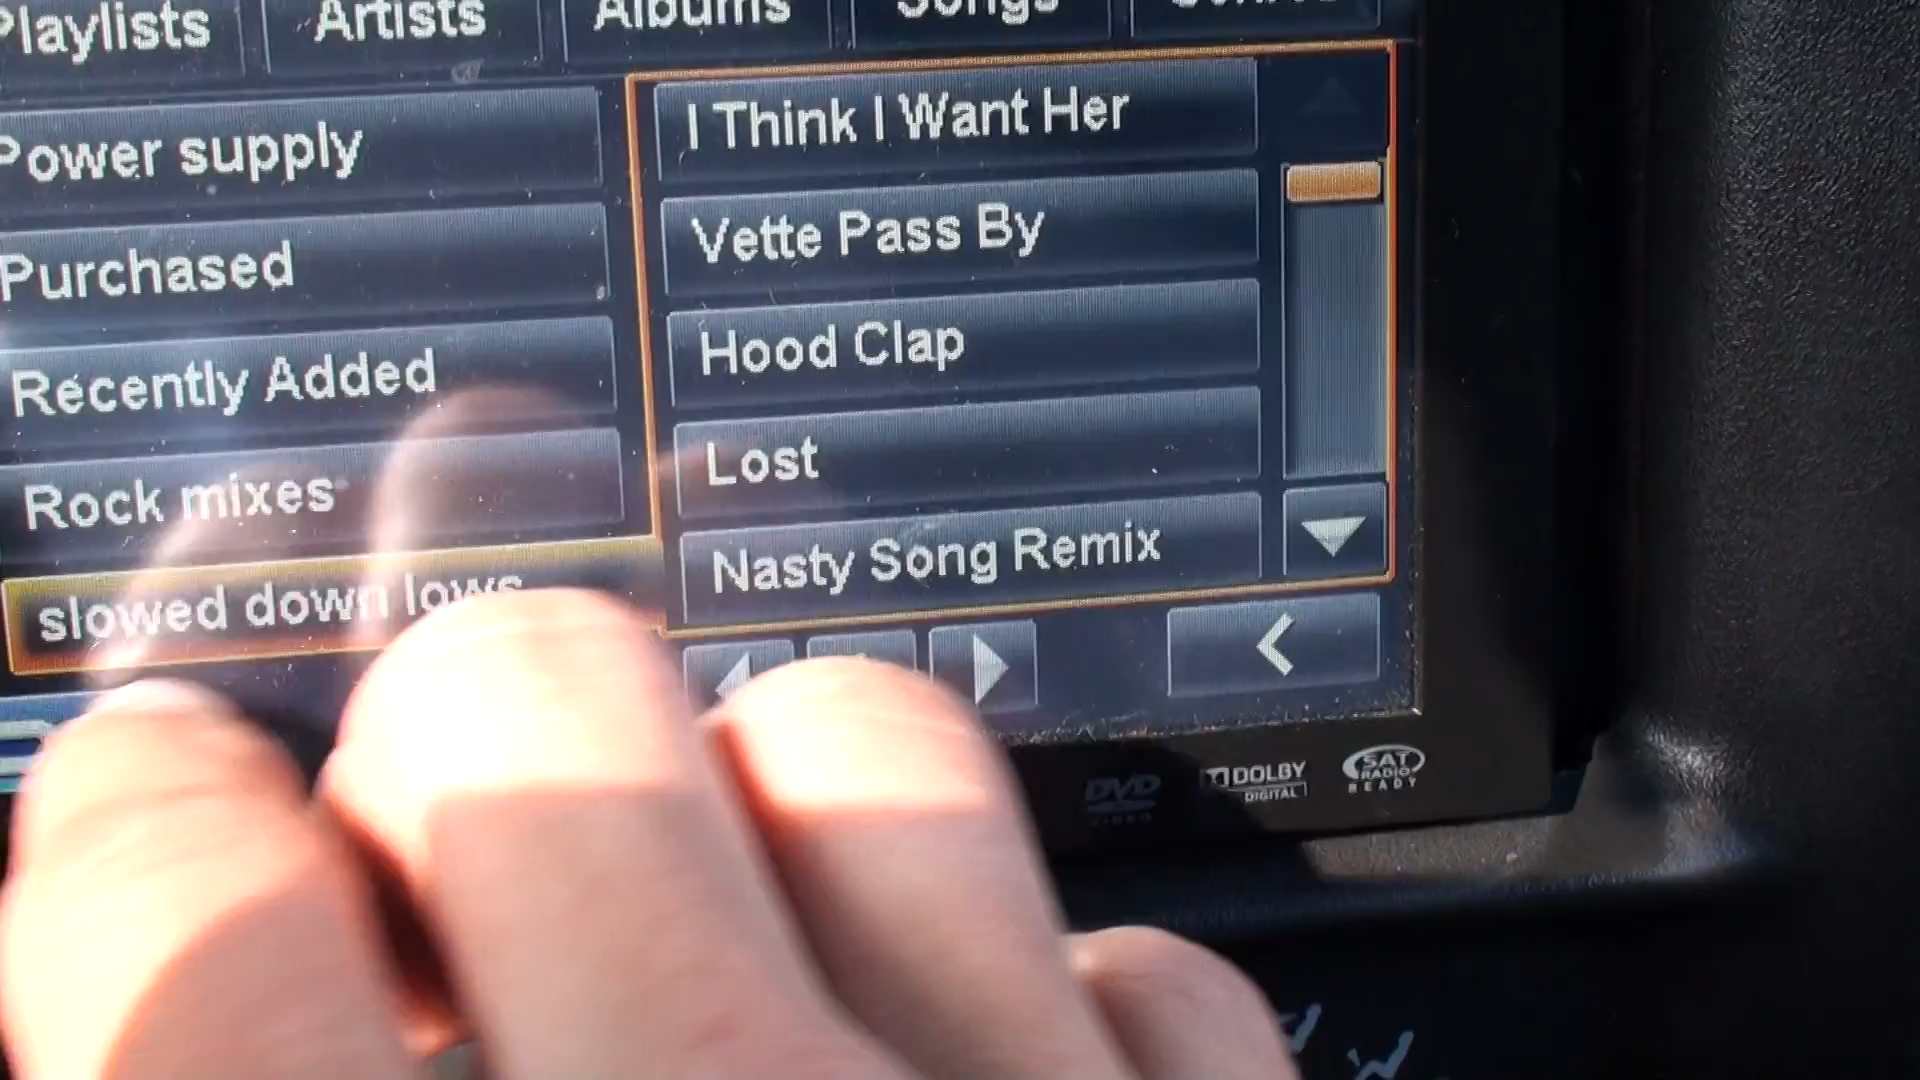 Playlists
Artists
Albums
Songs
Power supply
Purchased
Recently Added
Rock mixes
slowed down lows
I Think I Want Her
Vette Pass By
Hood Clap
Lost
Nasty Song Remix
DVD
VIDEO
DOLBY
DIGITAL
SAT
RADIO
READY